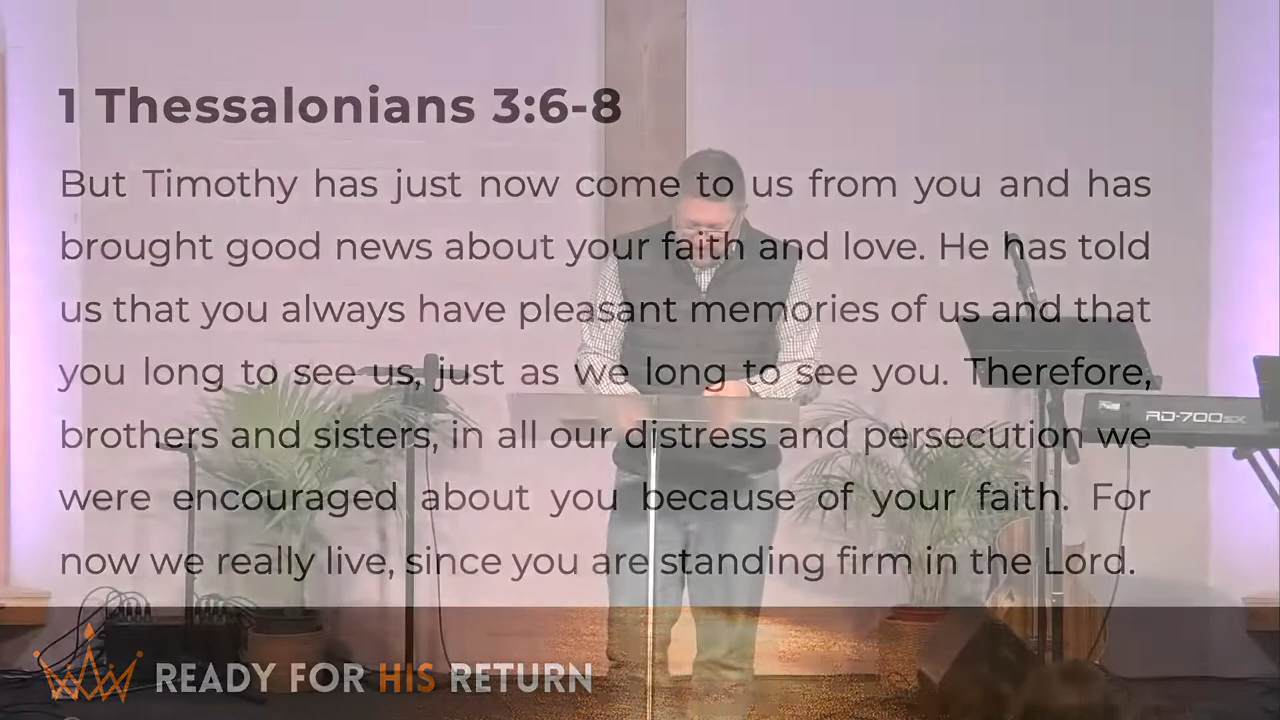 1 Thessalonians 3:6-8
But Timothy has just now come to us from you and has
brought good news about your faith and love. He has told
us that you always have pleasant memories of us and that
you long to see us, just as we long to see you. Therefore,
brothers and sisters, in all our distress and persecution we
were encouraged about you because of your faith. For
now we really live, since you are standing firm in the Lord.
RD-700SX
READY FOR HIS RETURN